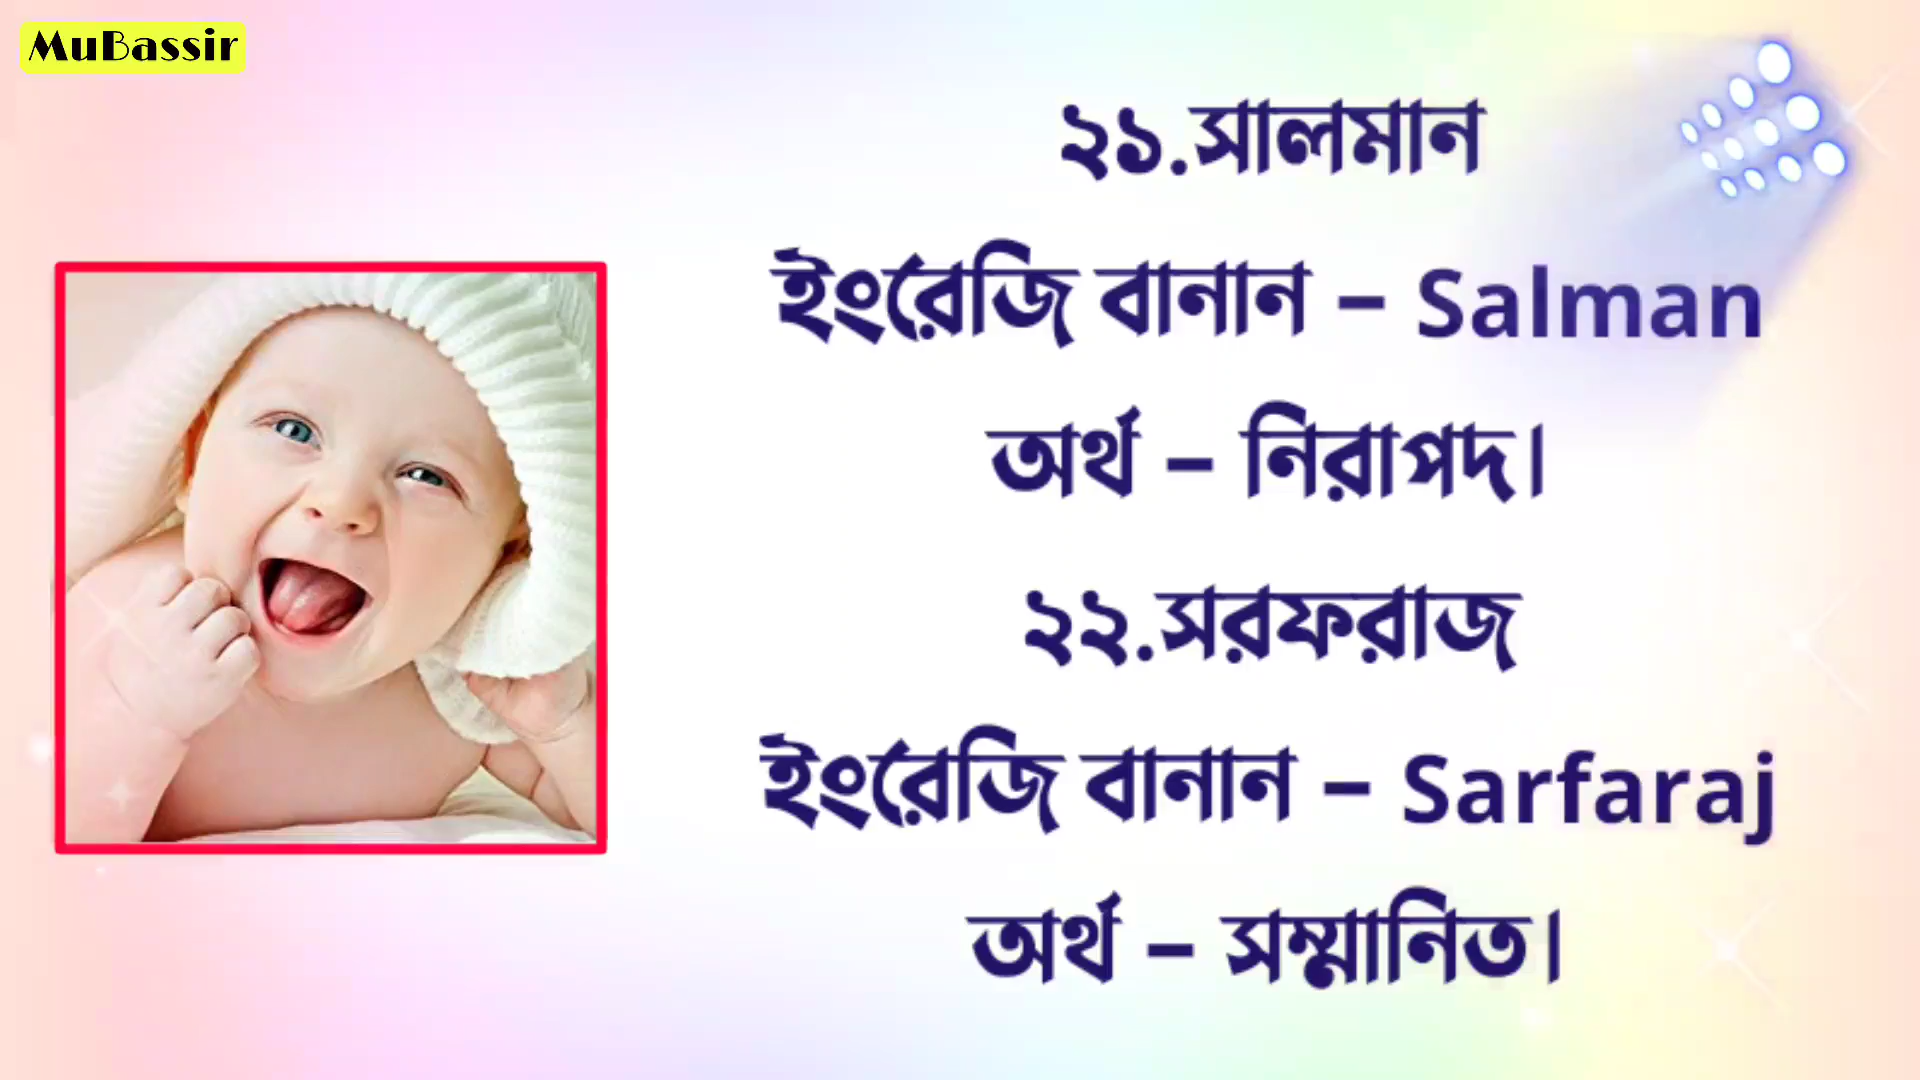 MuBassir
২১.সালমান
ইংরেজি বানান – Salman
অর্থ – নিরাপদ।
২২.সরফরাজ
ইংরেজি বানান – Sarfaraj
অর্থ – সম্মানিত।